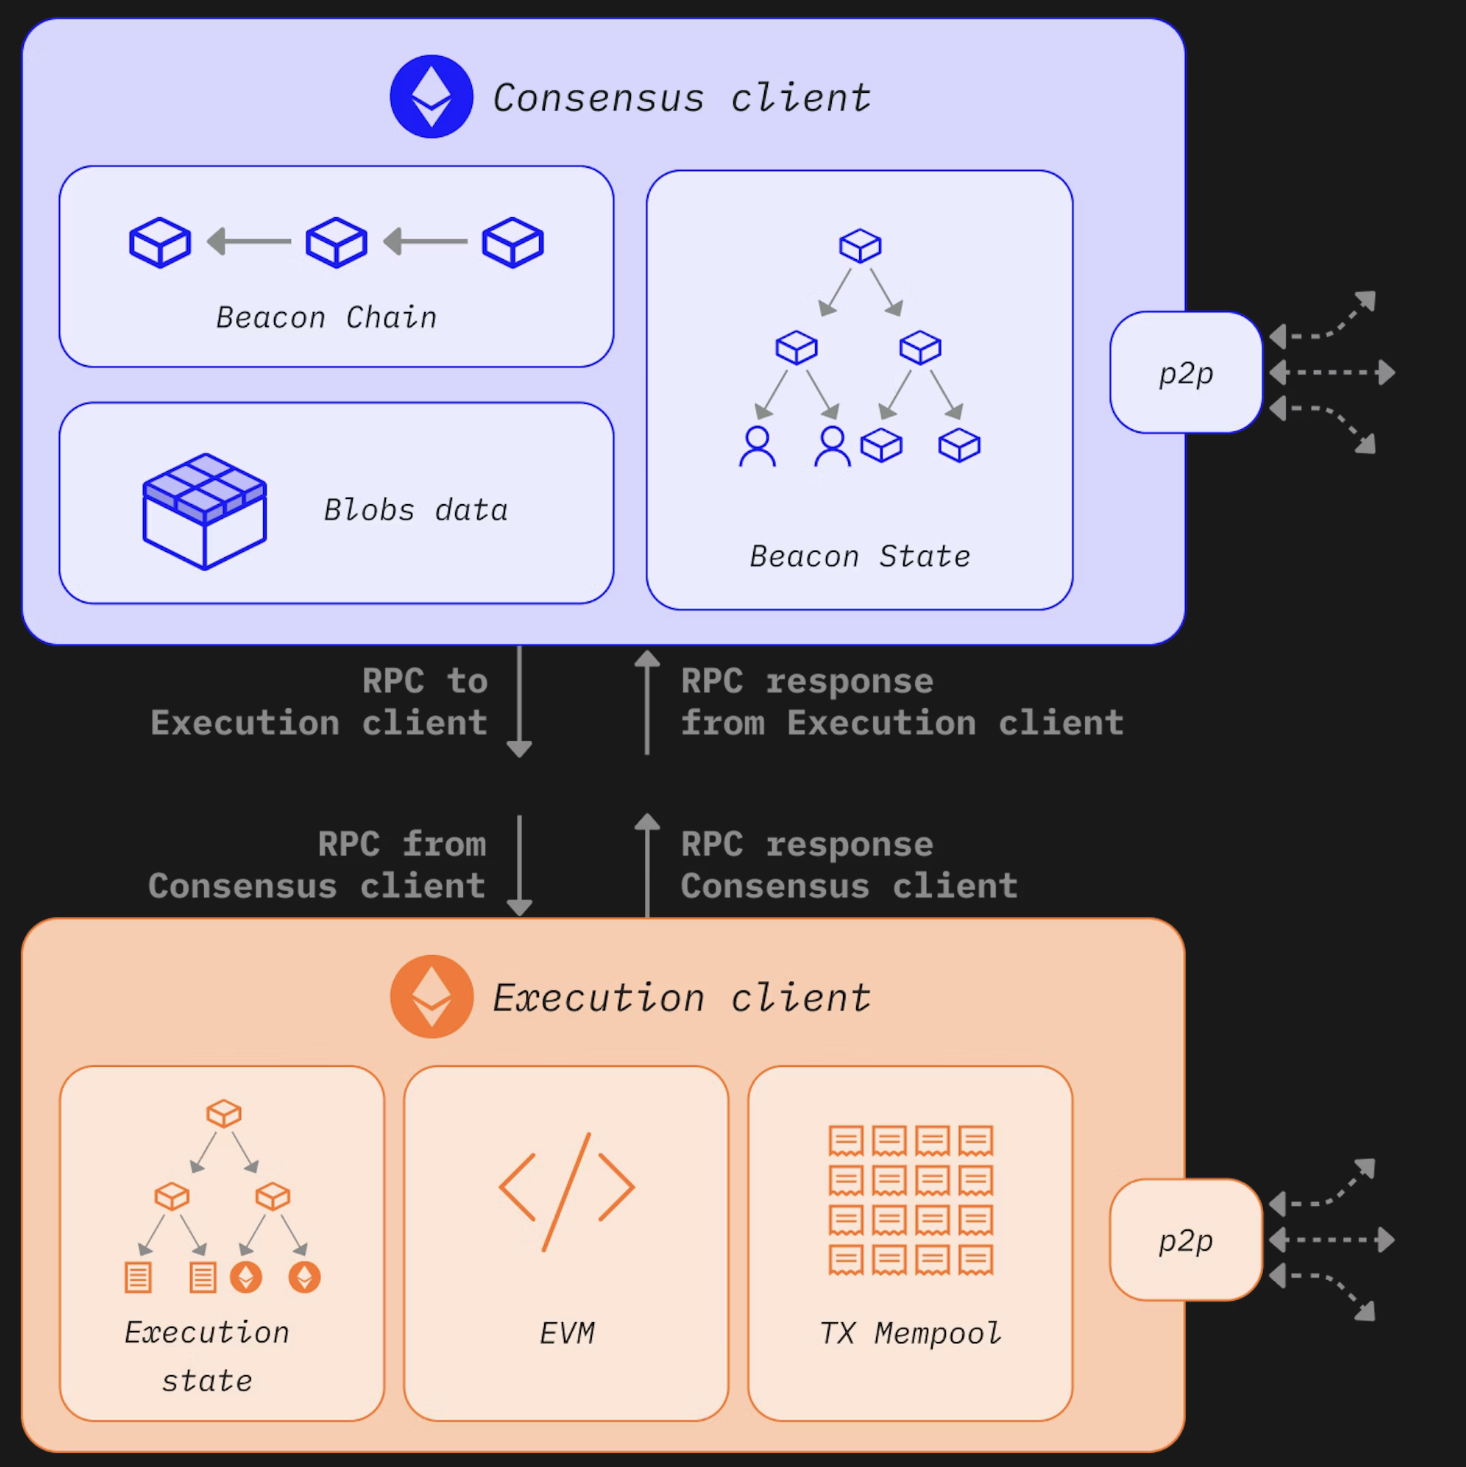 Consensus client
Beacon Chain
Blobs data
Beacon State
p2p
RPC to
Execution client
RPC response
from Execution client
RPC from
Consensus client
RPC response
Consensus client
Execution client
Execution
state
EVM
TX Mempool
p2p